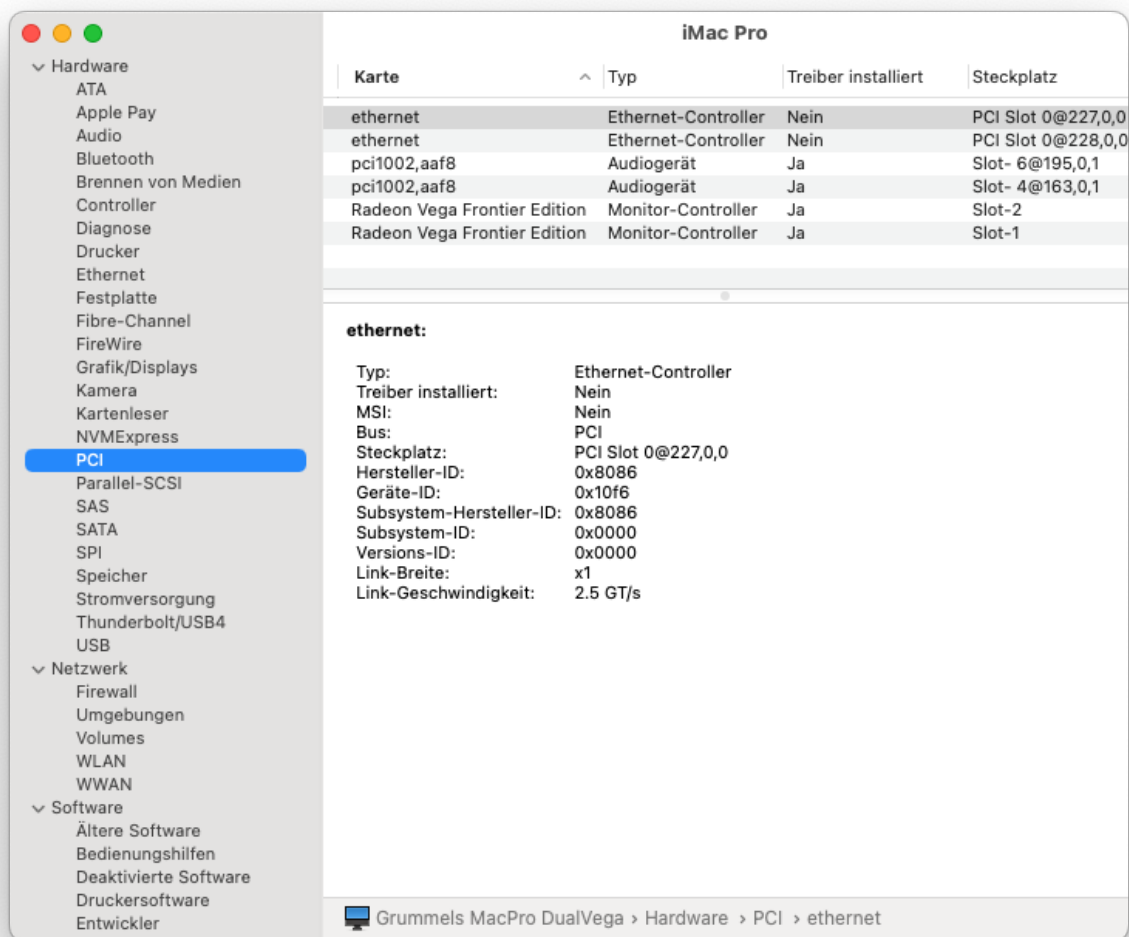 iMac Pro
Hardware
ATA
Apple Pay
Audio
Bluetooth
Brennen von Medien
Controller
Diagnose
Drucker
Ethernet
Festplatte
Fibre-Channel
FireWire
Grafik/Displays
Kamera
Kartenleser
NVMExpress
PCI
Parallel-SCSI
SAS
SATA
SPI
Speicher
Stromversorgung
Thunderbolt/USB4
USB
Netzwerk
Firewall
Umgebungen
Volumes
WLAN
WWAN
Software
Ältere Software
Bedienungshilfen
Deaktivierte Software
Druckersoftware
Entwickler
Karte Typ Treiber installiert Steckplatz
ethernet Ethernet-Controller Nein PCI Slot 0@227,0,0
ethernet Ethernet-Controller Nein PCI Slot 0@228,0,0
pci1002,aaf8 Audiogerät Ja Slot- 6@195,0,1
pci1002,aaf8 Audiogerät Ja Slot- 4@163,0,1
Radeon Vega Frontier Edition Monitor-Controller Ja Slot-2
Radeon Vega Frontier Edition Monitor-Controller Ja Slot-1
ethernet:
Typ: Ethernet-Controller
Treiber installiert: Nein
MSI: Nein
Bus: PCI
Steckplatz: PCI Slot 0@227,0,0
Hersteller-ID: 0x8086
Geräte-ID: 0x10f6
Subsystem-Hersteller-ID: 0x8086
Subsystem-ID: 0x0000
Versions-ID: 0x0000
Link-Breite: x1
Link-Geschwindigkeit: 2.5 GT/s
Grummels MacPro DualVega › Hardware › PCI › ethernet